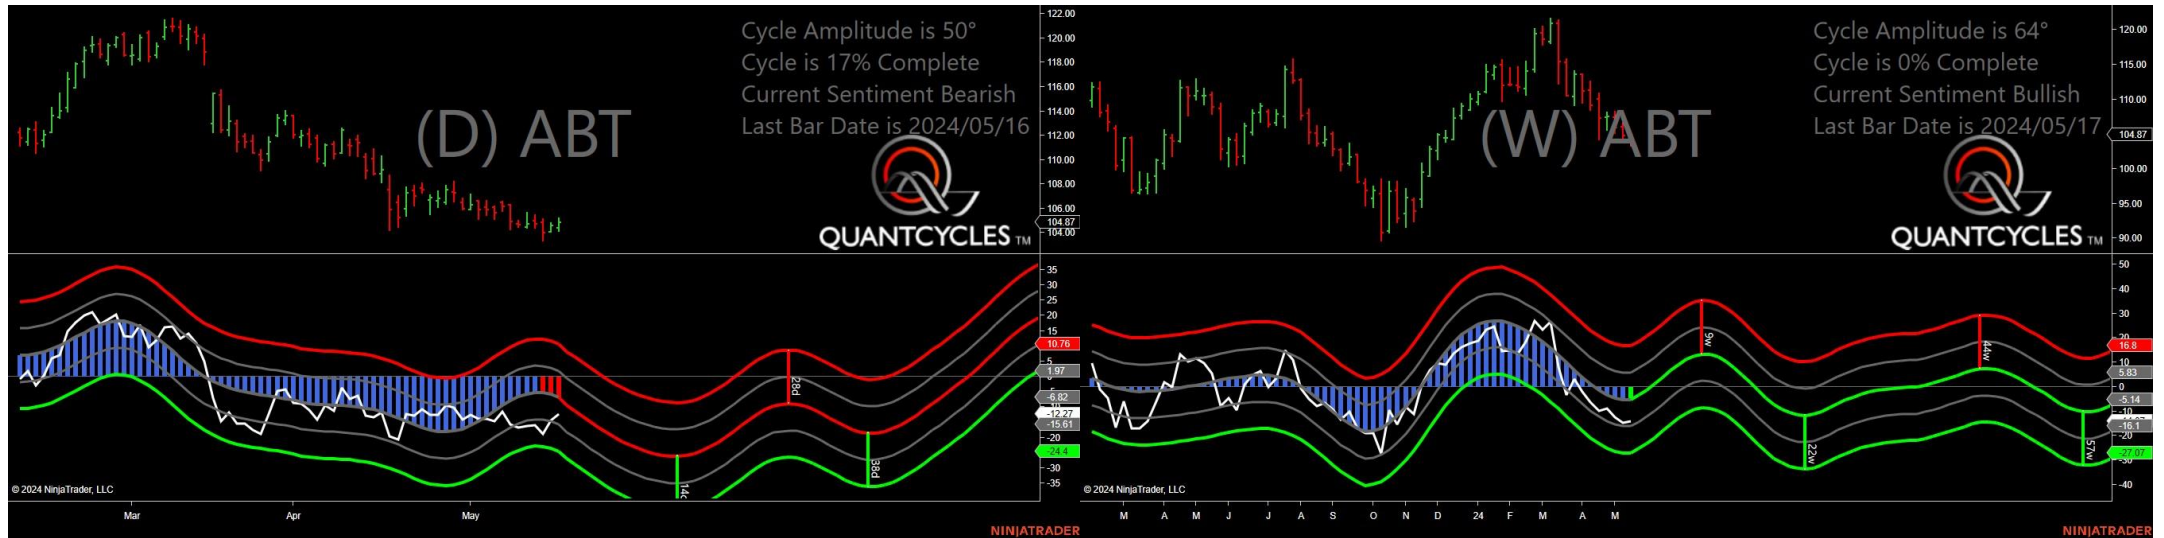 Cycle Amplitude is 50°
Cycle is 17% Complete
Current Sentiment Bearish
Last Bar Date is 2024/05/16
(D) ABT
QUANTCYCLES TM
122.00
120.00
118.00
116.00
114.00
112.00
110.00
108.00
106.00
104.87
104.00
35
30
25
20
15
10.76
5
1.97
-6.82
-12.27
-15.61
-20
-24.4
-30
-35
28d
14d
38d
© 2024 NinjaTrader, LLC
Mar Apr May
NINJATRADER
Cycle Amplitude is 64°
Cycle is 0% Complete
Current Sentiment Bullish
Last Bar Date is 2024/05/17
(W) ABT
QUANTCYCLES TM
120.00
115.00
110.00
104.87
100.00
95.00
90.00
50
40
30
20
16.8
10
5.83
0
-5.14
-10
-16.1
-20
-27.07
-40
9w
22w
44w
57w
© 2024 NinjaTrader, LLC
M A M J J A S O N D 24 F M A M
NINJATRADER